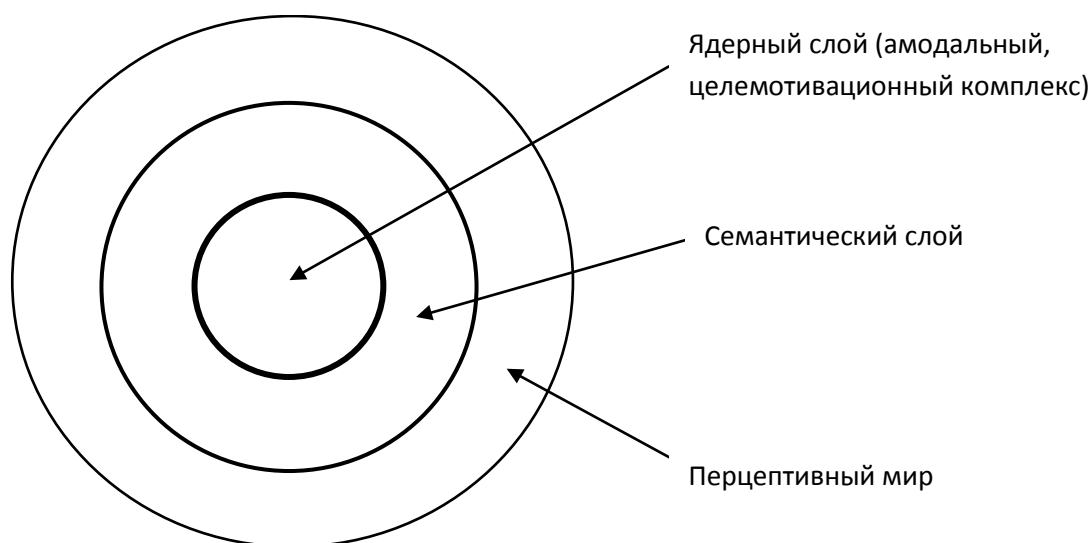 Ядерный слой (амодальный,
целемотивационный комплекс)
Семантический слой
Перцептивный мир